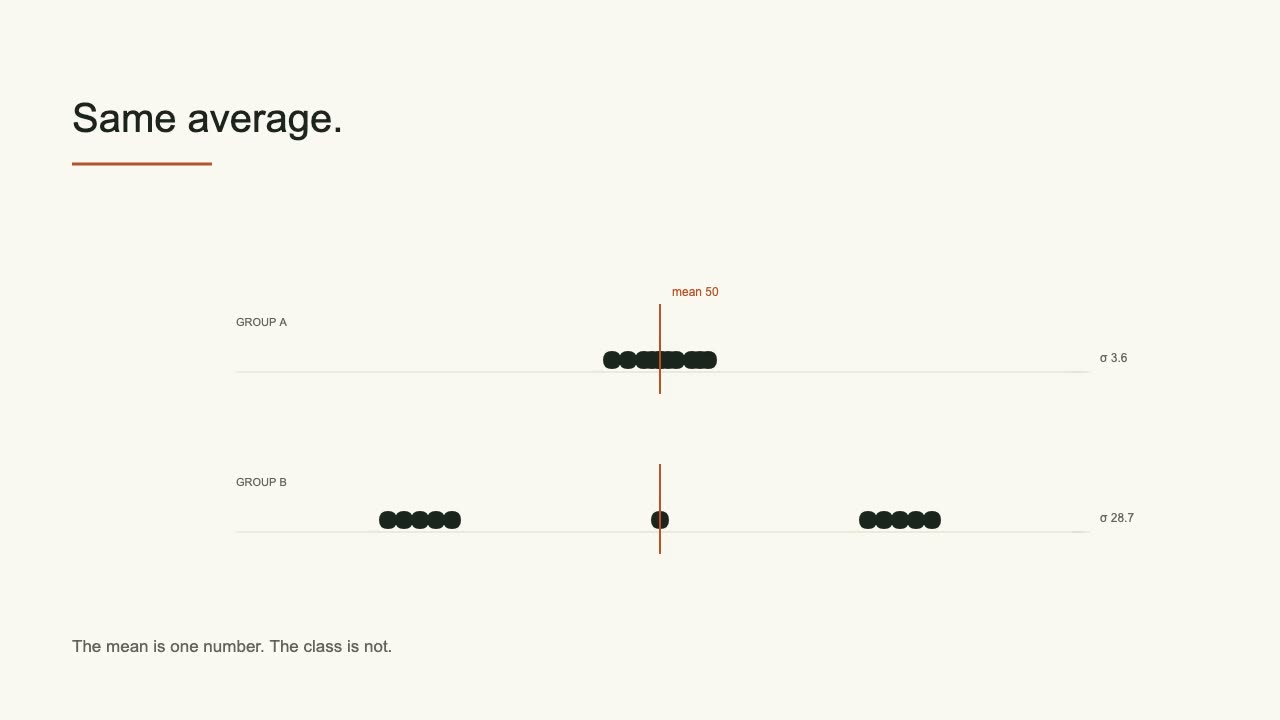 Same average.
mean 50
GROUP A
σ 3.6
GROUP B
σ 28.7
The mean is one number. The class is not.